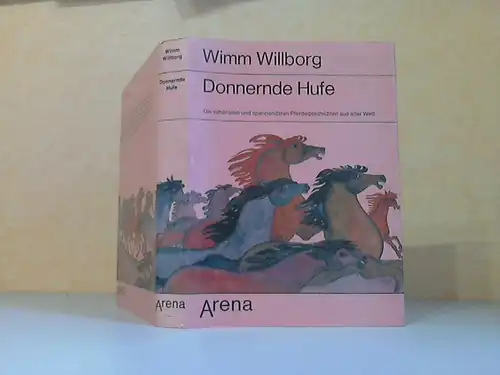 Wimm
Willborg
Donnernde
Hufe
Arena
Wimm Willborg
Donnernde Hufe
Die schönsten und spannendsten Pferdegeschichten aus aller Welt
Arena